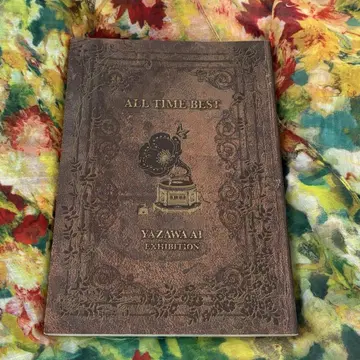 ALL TIME BEST
YAZAWA AI
EXHIBITION